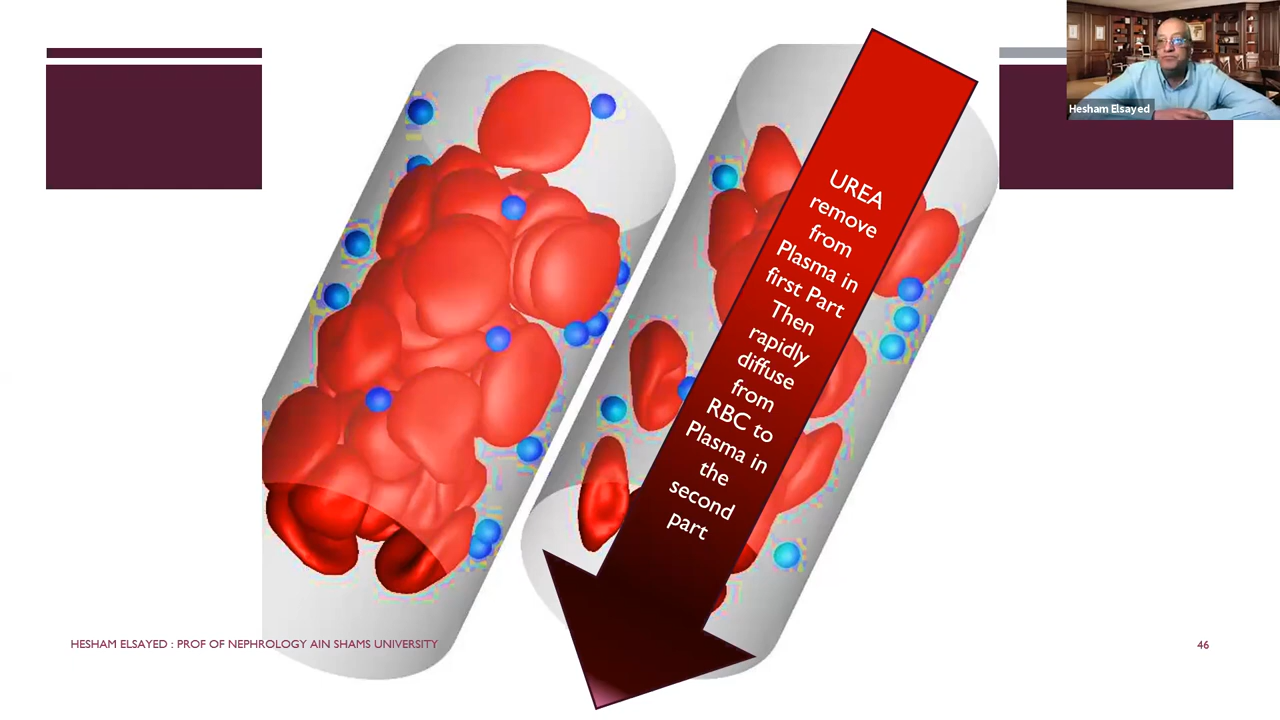 Hesham Elsayed
UREA
remove
from
Plasma in
first Part
Then
rapidly
diffuse
from
RBC to
Plasma in
the
second
part
HESHAM ELSAYED : PROF OF NEPHROLOGY AIN SHAMS UNIVERSITY
46